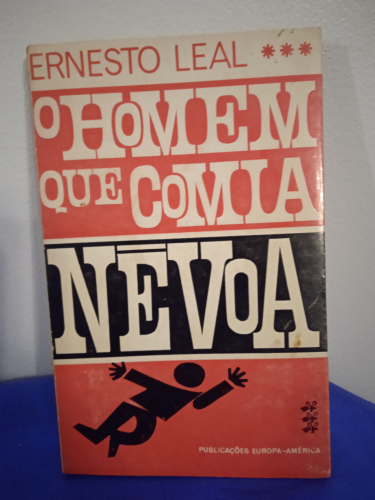 ERNESTO LEAL ***
O HOMEM
QUE COMIA
NÉVOA
PUBLICAÇÕES EUROPA-AMÉRICA